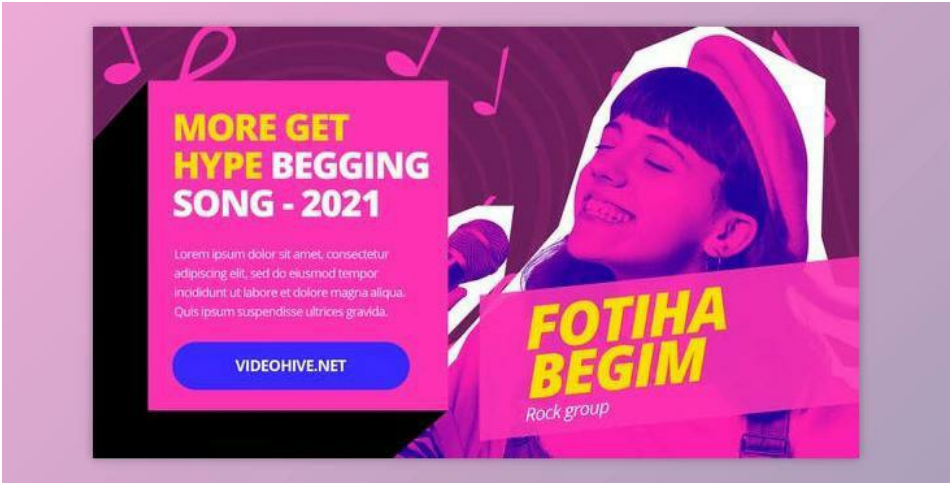 MORE GET
HYPE BEGGING
SONG - 2021
Lorem ipsum dolor sit amet, consectetur
adipiscing elit, sed do eiusmod tempor
incididunt ut labore et dolore magna aliqua.
Quis ipsum suspendisse ultrices gravida.
VIDEOHIVE.NET
FOTIHA
BEGIM
Rock group